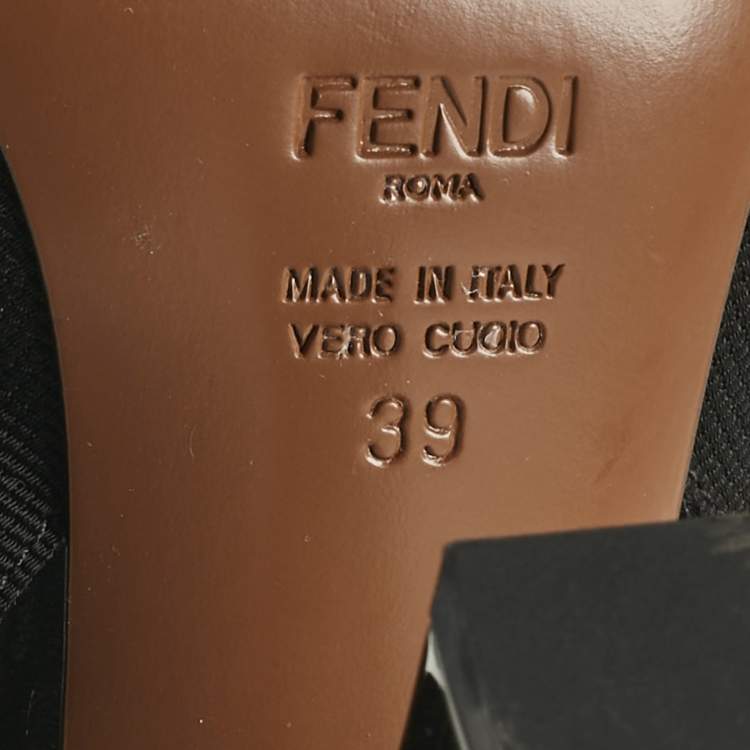 FENDI
ROMA
MADE IN ITALY
VERO CUOIO
39